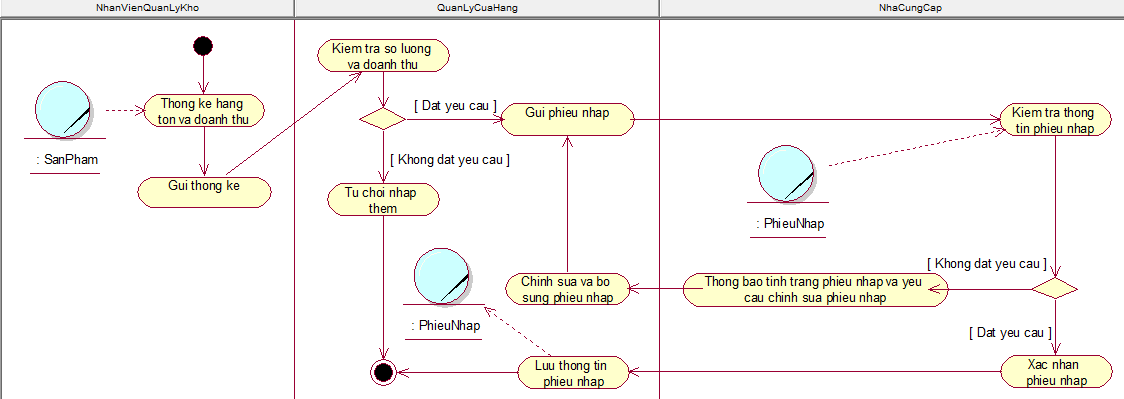 NhanVienQuanLyKho
QuanLyCuaHang
NhaCungCap
Thong ke hang
ton va doanh thu
: SanPham
Gui thong ke
Kiem tra so luong
va doanh thu
[ Dat yeu cau ]
Gui phieu nhap
[ Khong dat yeu cau ]
Tu choi nhap
them
Kiem tra thong
tin phieu nhap
: PhieuNhap
[ Khong dat yeu cau ]
Thong bao tinh trang phieu nhap va yeu
cau chinh sua phieu nhap
Chinh sua va bo
sung phieu nhap
: PhieuNhap
[ Dat yeu cau ]
Xac nhan
phieu nhap
Luu thong tin
phieu nhap